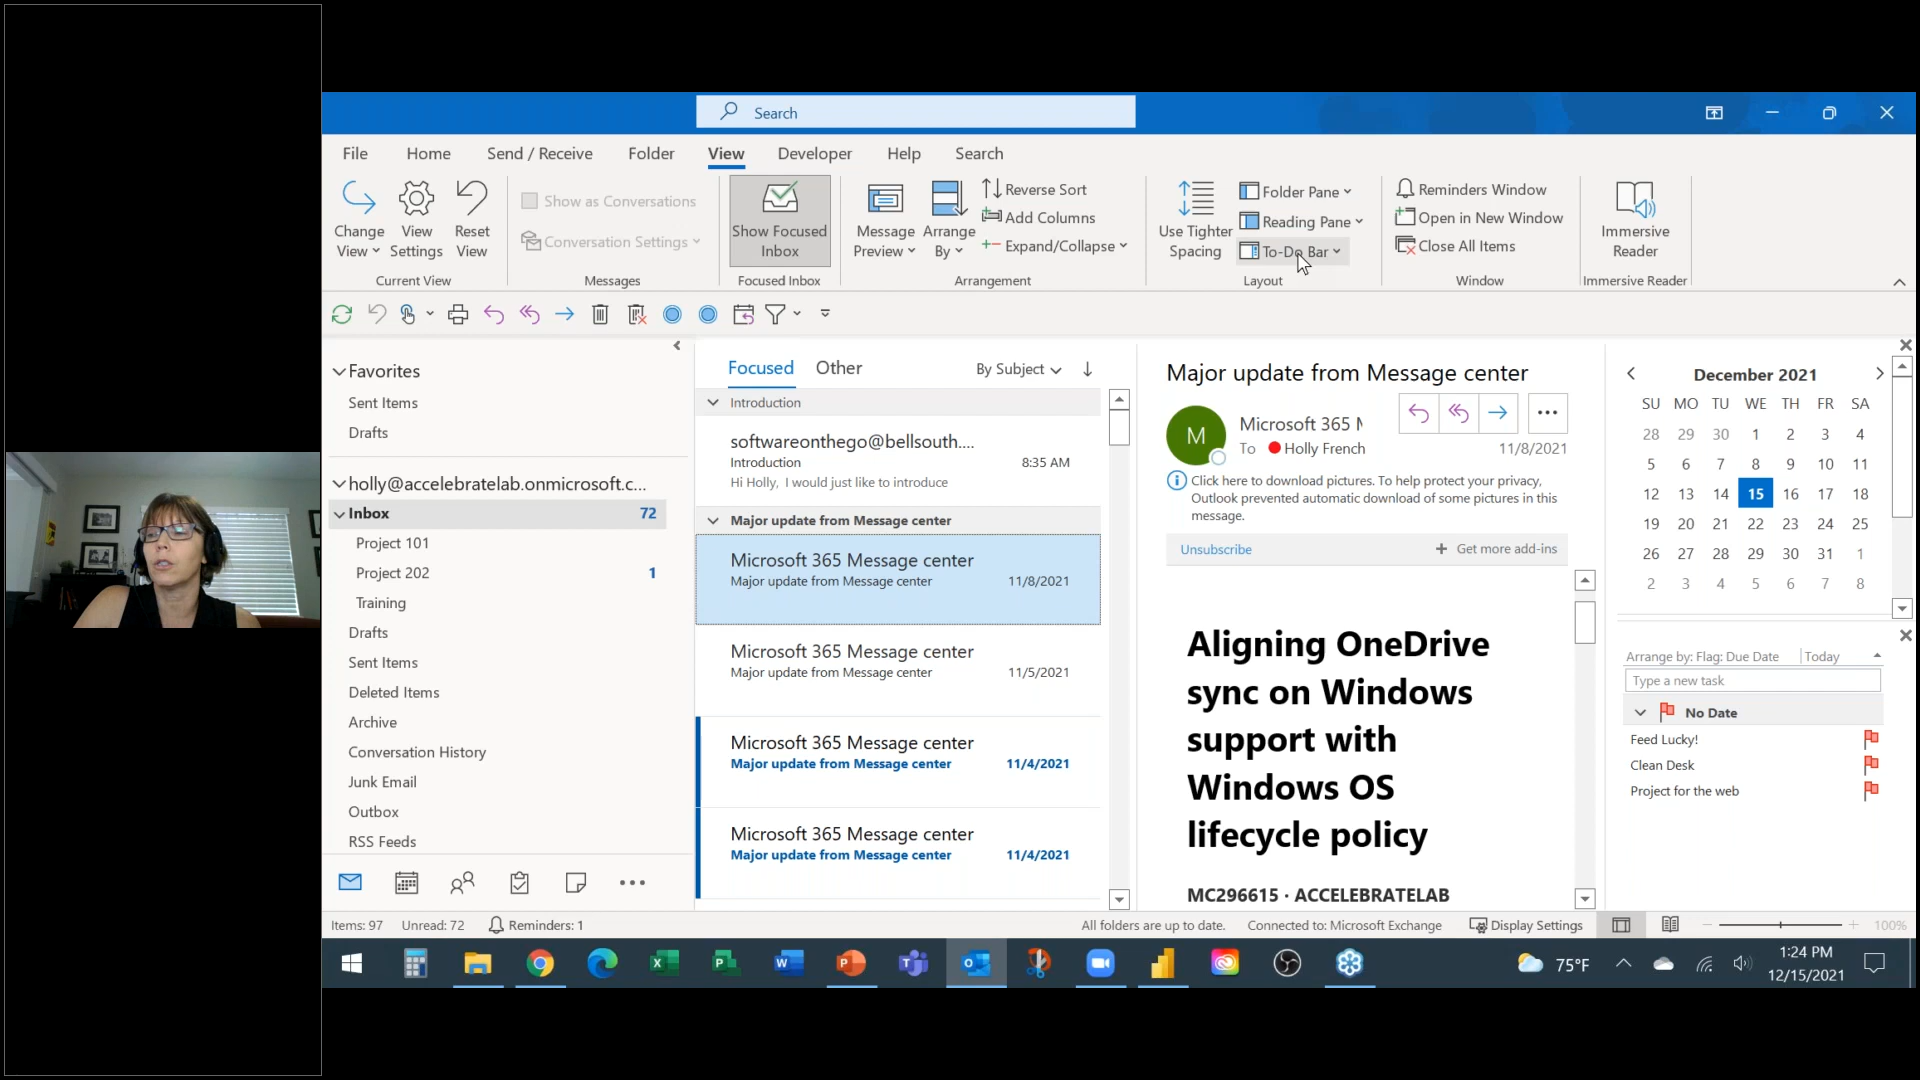 Search
File Home Send / Receive Folder View Developer Help Search
Change View
View Settings
Reset View
Current View
Show as Conversations
Conversation Settings
Messages
Show Focused Inbox
Focused Inbox
Message Preview
Arrange By
Reverse Sort
Add Columns
Expand/Collapse
Arrangement
Use Tighter Spacing
Folder Pane
Reading Pane
To-Do Bar
Layout
Reminders Window
Open in New Window
Close All Items
Window
Immersive Reader
Immersive Reader
Favorites
Sent Items
Drafts
holly@accelebratelab.onmicrosoft.c...
Inbox 72
Project 101
Project 202 1
Training
Drafts
Sent Items
Deleted Items
Archive
Conversation History
Junk Email
Outbox
RSS Feeds
Focused Other By Subject
Introduction
softwareonthego@bellsouth....
Introduction 8:35 AM
Hi Holly, I would just like to introduce
Major update from Message center
Microsoft 365 Message center
Major update from Message center 11/8/2021
Microsoft 365 Message center
Major update from Message center 11/5/2021
Microsoft 365 Message center
Major update from Message center 11/4/2021
Microsoft 365 Message center
Major update from Message center 11/4/2021
Major update from Message center
M
Microsoft 365
To Holly French 11/8/2021
Click here to download pictures. To help protect your privacy,
Outlook prevented automatic download of some pictures in this
message.
Unsubscribe + Get more add-ins
Aligning OneDrive
sync on Windows
support with
Windows OS
lifecycle policy
MC296615 · ACCELEBRATELAB
December 2021
SU MO TU WE TH FR SA
28 29 30 1 2 3 4
5 6 7 8 9 10 11
12 13 14 15 16 17 18
19 20 21 22 23 24 25
26 27 28 29 30 31 1
2 3 4 5 6 7 8
Arrange by: Flag: Due Date Today
Type a new task
No Date
Feed Lucky!
Clean Desk
Project for the web
Items: 97 Unread: 72 Reminders: 1 All folders are up to date. Connected to: Microsoft Exchange Display Settings 100%
75°F
1:24 PM
12/15/2021